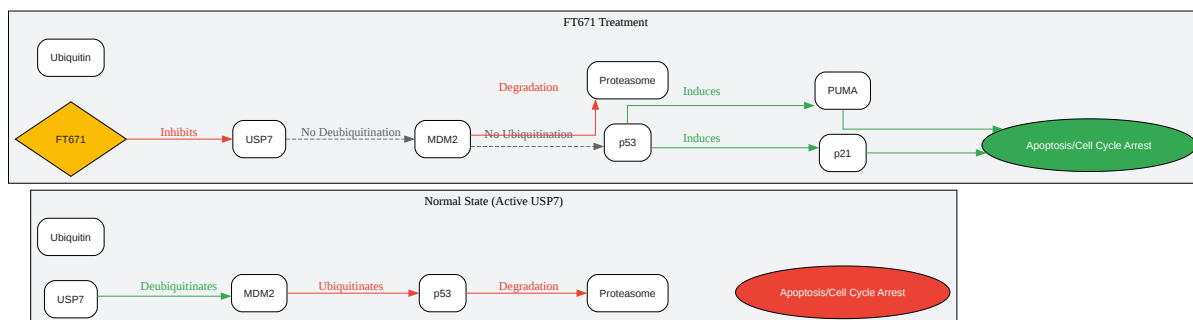 FT671 Treatment
Ubiquitin
Proteasome
Degradation
PUMA
Induces
FT671
Inhibits
USP7
No Deubiquitination
MDM2
No Ubiquitination
p53
Induces
p21
Apoptosis/Cell Cycle Arrest
Normal State (Active USP7)
Ubiquitin
USP7
Deubiquitinates
MDM2
Ubiquitinates
p53
Degradation
Proteasome
Apoptosis/Cell Cycle Arrest